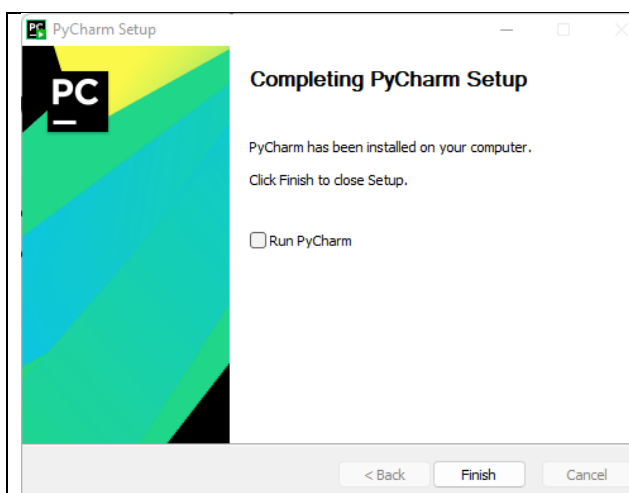 PC PyCharm Setup
PC
Completing PyCharm Setup
PyCharm has been installed on your computer.
Click Finish to close Setup.
Run PyCharm
< Back Finish Cancel